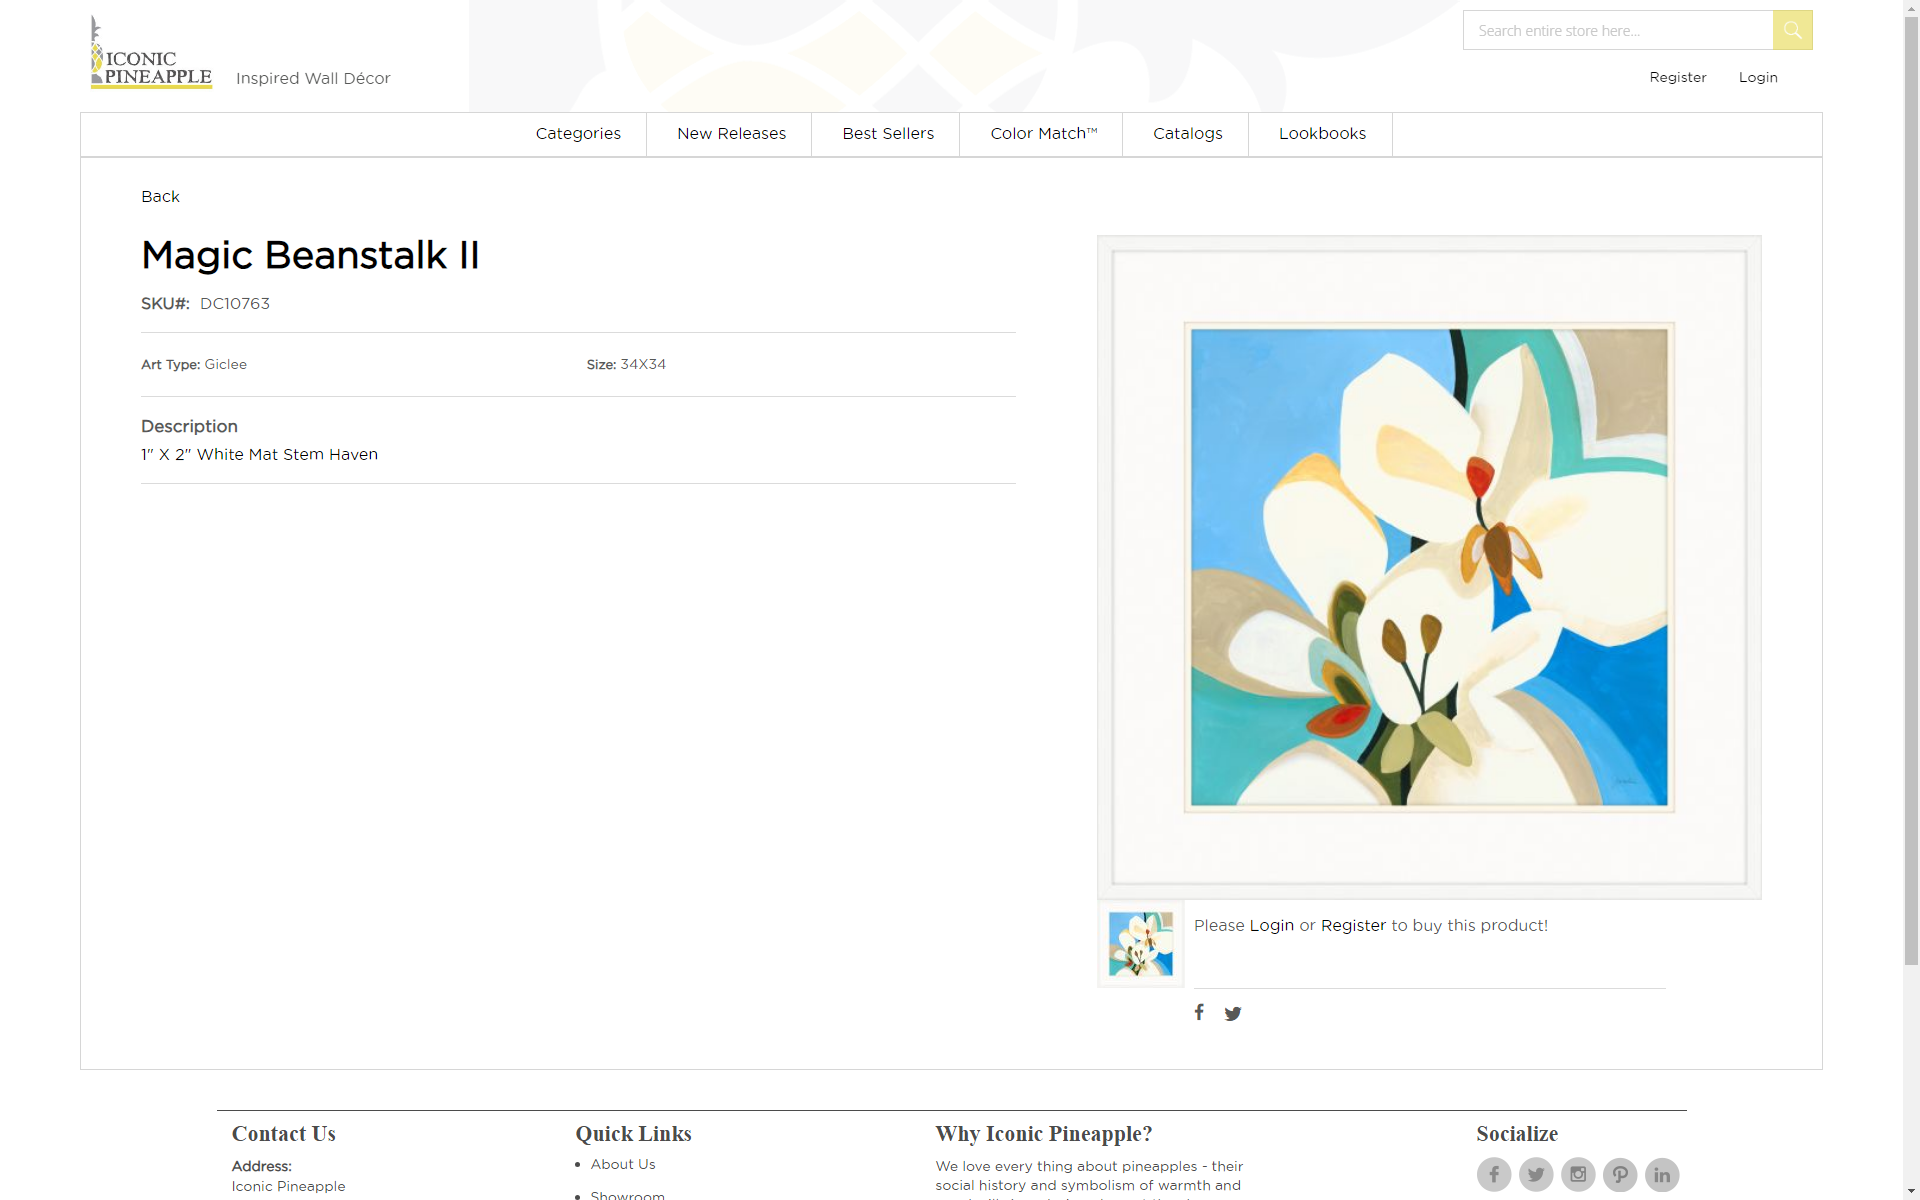 ICONIC
PINEAPPLE
Inspired Wall Décor
Search entire store here...
Register
Login
Categories
New Releases
Best Sellers
Color Match™
Catalogs
Lookbooks
Back
Magic Beanstalk II
SKU#: DC10763
Art Type: Giclee
Size: 34X34
Description
1" X 2" White Mat Stem Haven
Please Login or Register to buy this product!
Contact Us
Address:
Iconic Pineapple
Quick Links
About Us
Showroom
Why Iconic Pineapple?
We love every thing about pineapples - their
social history and symbolism of warmth and
Socialize